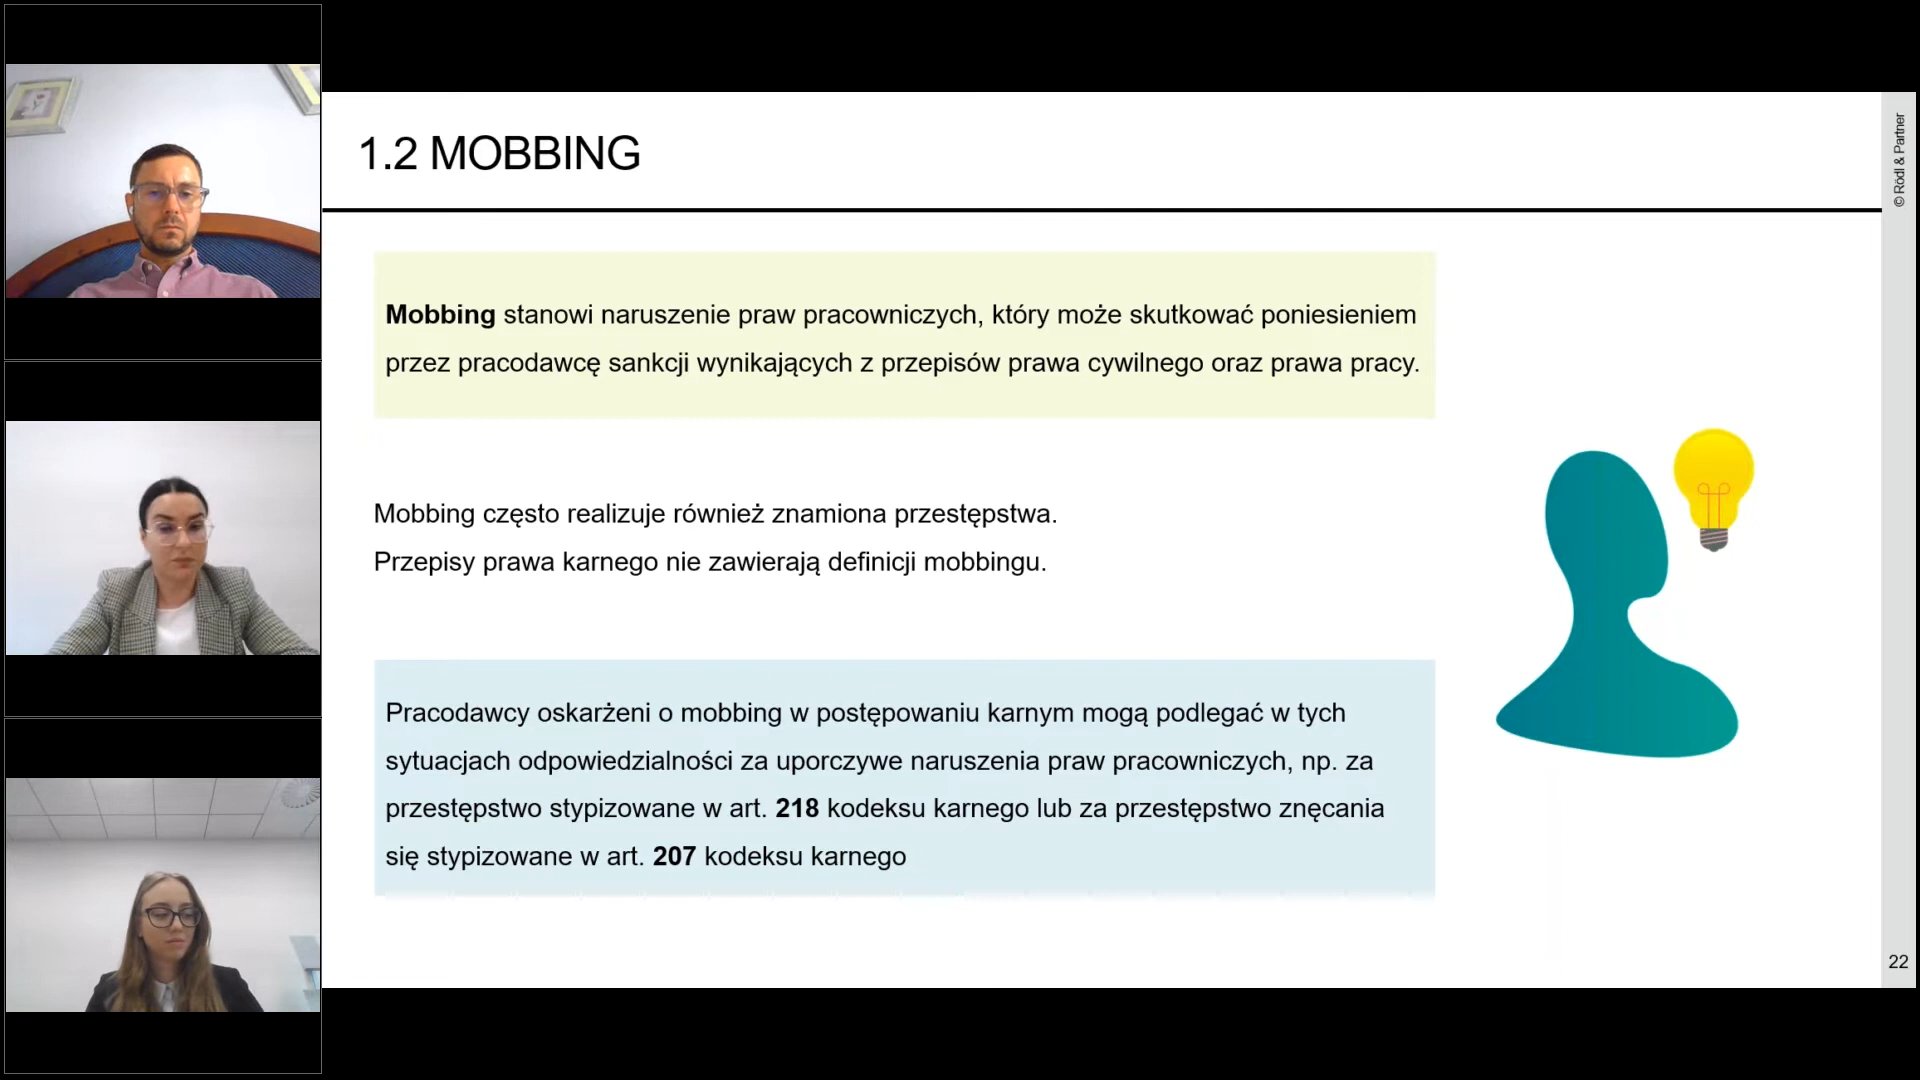 1.2 MOBBING
© Rödl & Partner
Mobbing stanowi naruszenie praw pracowniczych, który może skutkować poniesieniem
przez pracodawcę sankcji wynikających z przepisów prawa cywilnego oraz prawa pracy.
Mobbing często realizuje również znamiona przestępstwa.
Przepisy prawa karnego nie zawierają definicji mobbingu.
Pracodawcy oskarżeni o mobbing w postępowaniu karnym mogą podlegać w tych
sytuacjach odpowiedzialności za uporczywe naruszenia praw pracowniczych, np. za
przestępstwo stypizowane w art. 218 kodeksu karnego lub za przestępstwo znęcania
się stypizowane w art. 207 kodeksu karnego
22